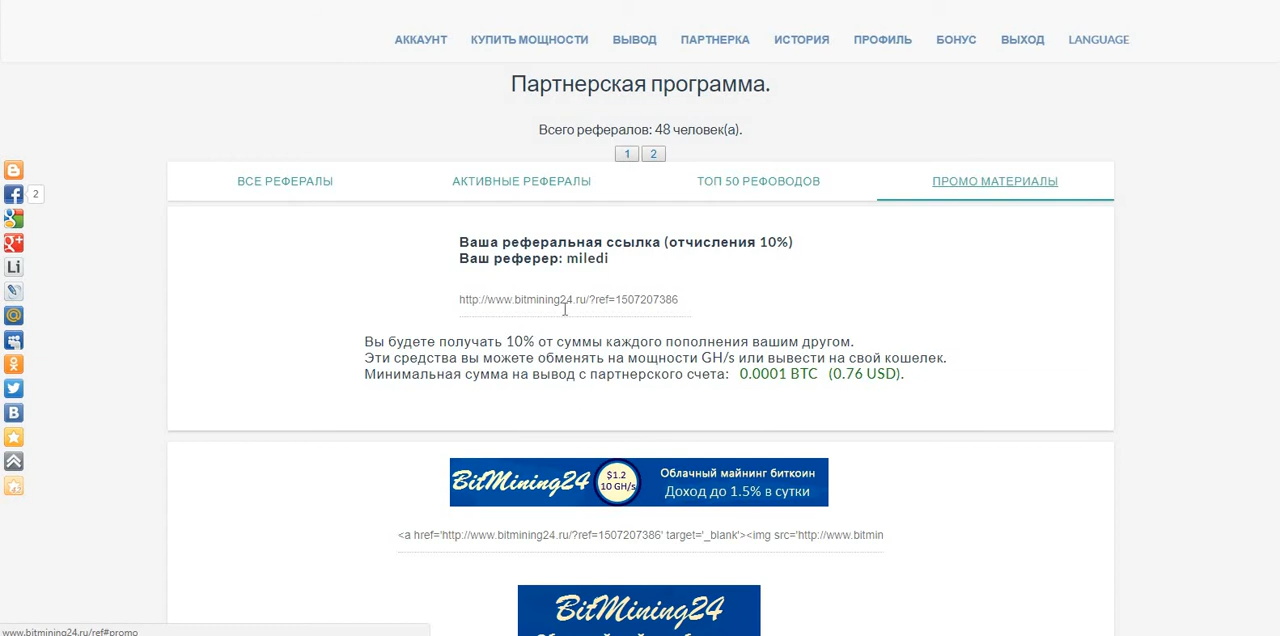 АККАУНТ КУПИТЬ МОЩНОСТИ ВЫВОД ПАРТНЕРКА ИСТОРИЯ ПРОФИЛЬ БОНУС ВЫХОД LANGUAGE
Партнерская программа.
Всего рефералов: 48 человек(а).
1 2
ВСЕ РЕФЕРАЛЫ АКТИВНЫЕ РЕФЕРАЛЫ ТОП 50 РЕФОВОДОВ ПРОМО МАТЕРИАЛЫ
2
Ваша реферальная ссылка (отчисления 10%)
Ваш реферер: miledi
http://www.bitmining24.ru/?ref=1507207386
Вы будете получать 10% от суммы каждого пополнения вашим другом.
Эти средства вы можете обменять на мощности GH/s или вывести на свой кошелек.
Минимальная сумма на вывод с партнерского счета: 0.0001 BTC (0.76 USD).
BitMining24 $1.2 10 GH/s Облачный майнинг биткоин
Доход до 1.5% в сутки
<a href='http://www.bitmining24.ru/?ref=1507207386' target='_blank'><img src='http://www.bitmin
BitMining24
www.bitmining24.ru/ref#promo